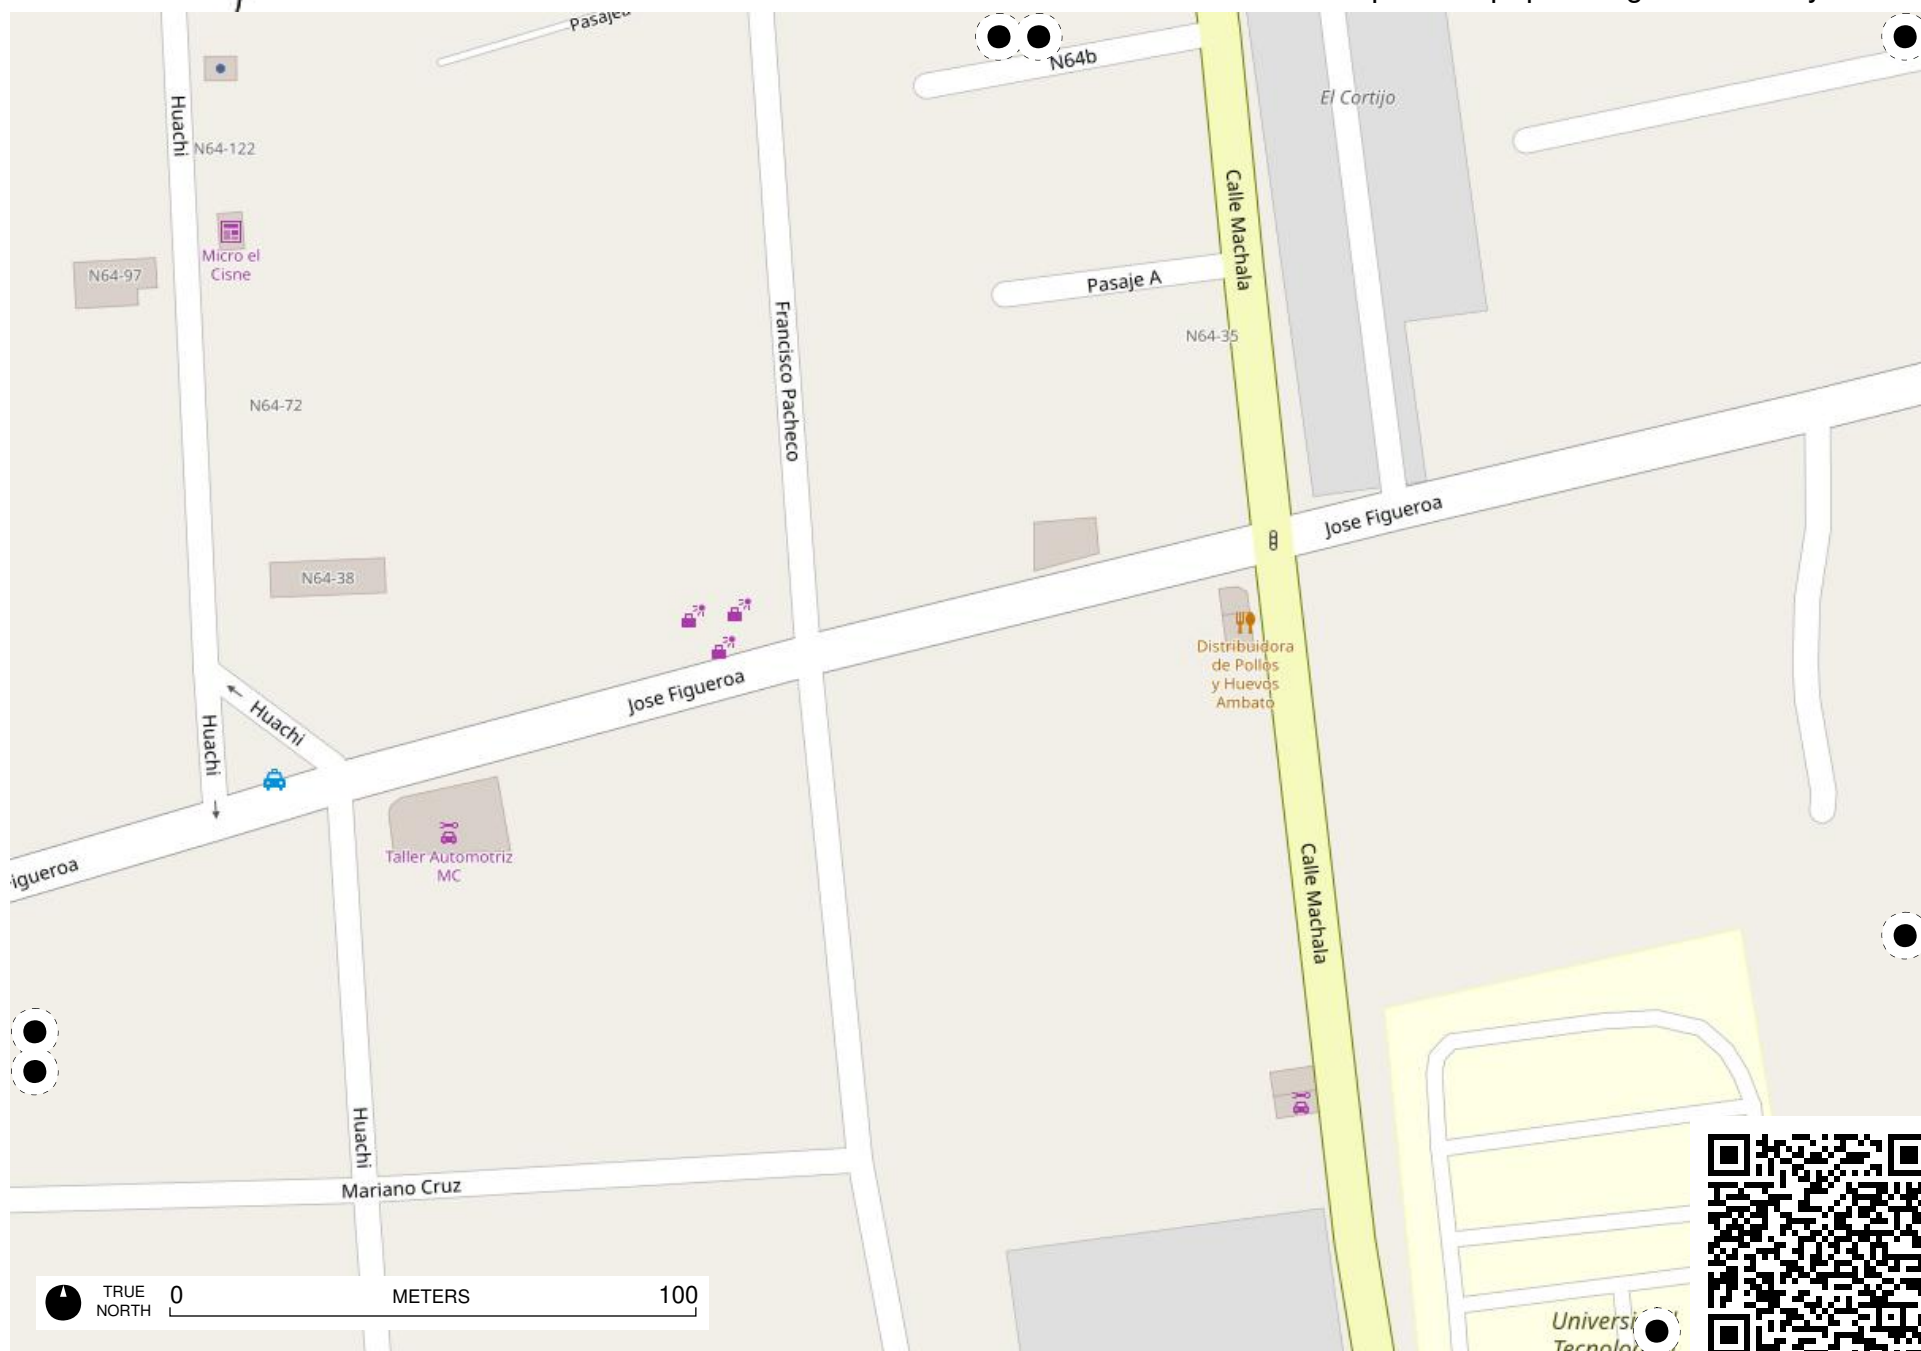 N64b
El Cortijo
Huachi
N64-122
Calle Machala
Micro el
Cisne
N64-97
Pasaje A
N64-35
Francisco Pacheco
N64-72
Jose Figueroa
N64-38
Distribuidora
de Pollos
y Huevos
Ambato
Jose Figueroa
Huachi
Huachi
Taller Automotriz
MC
igueroa
Calle Machala
Huachi
Mariano Cruz
TRUE
NORTH
0 METERS 100